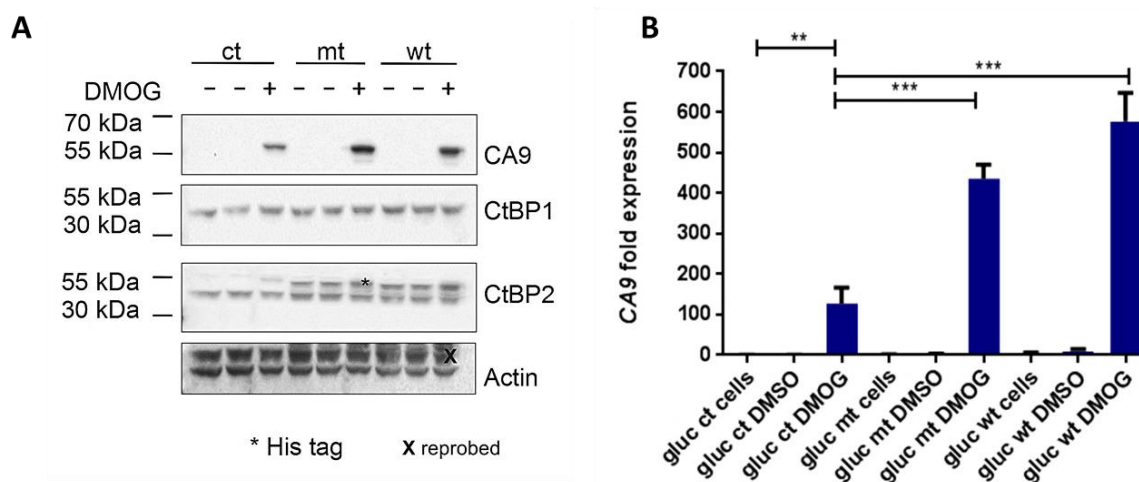 A
ct mt wt
DMOG - - + - - + - - +
70 kDa
55 kDa
CA9
55 kDa
30 kDa
CtBP1
55 kDa
30 kDa
*
CtBP2
X
Actin
* His tag X reprobed
B
**
***
***
CA9 fold expression
700
600
500
400
300
200
100
0
gluc ct cells
gluc ct DMSO
gluc ct DMOG
gluc mt cells
gluc mt DMSO
gluc mt DMOG
gluc wt cells
gluc wt DMSO
gluc wt DMOG